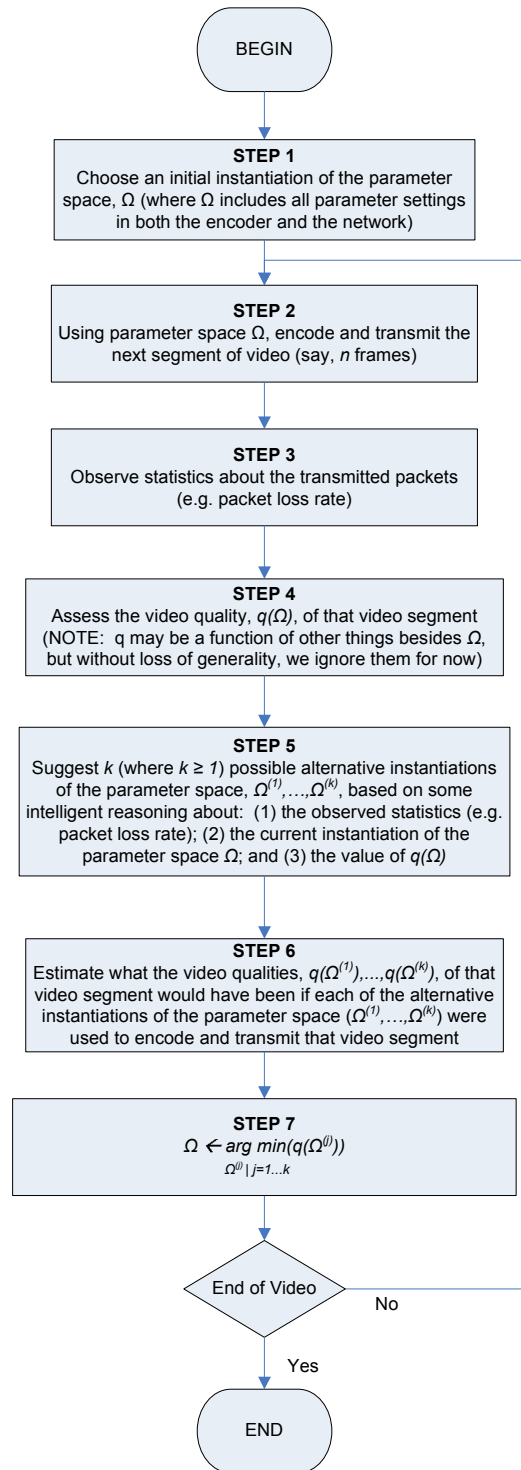 BEGIN
STEP 1
Choose an initial instantiation of the parameter
space, Ω (where Ω includes all parameter settings
in both the encoder and the network)
STEP 2
Using parameter space Ω, encode and transmit the
next segment of video (say, n frames)
STEP 3
Observe statistics about the transmitted packets
(e.g. packet loss rate)
STEP 4
Assess the video quality, q(Ω), of that video segment
(NOTE: q may be a function of other things besides Ω,
but without loss of generality, we ignore them for now)
STEP 5
Suggest k (where k ≥ 1) possible alternative instantiations
of the parameter space, Ω⁽¹⁾,…,Ω⁽ᵏ⁾, based on some
intelligent reasoning about: (1) the observed statistics (e.g.
packet loss rate); (2) the current instantiation of the
parameter space Ω; and (3) the value of q(Ω)
STEP 6
Estimate what the video qualities, q(Ω⁽¹⁾),...,q(Ω⁽ᵏ⁾), of that
video segment would have been if each of the alternative
instantiations of the parameter space (Ω⁽¹⁾,…,Ω⁽ᵏ⁾) were
used to encode and transmit that video segment
STEP 7
Ω ← arg min(q(Ω⁽ʲ⁾))
Ω⁽ʲ⁾ | j=1...k
End of Video
No
Yes
END